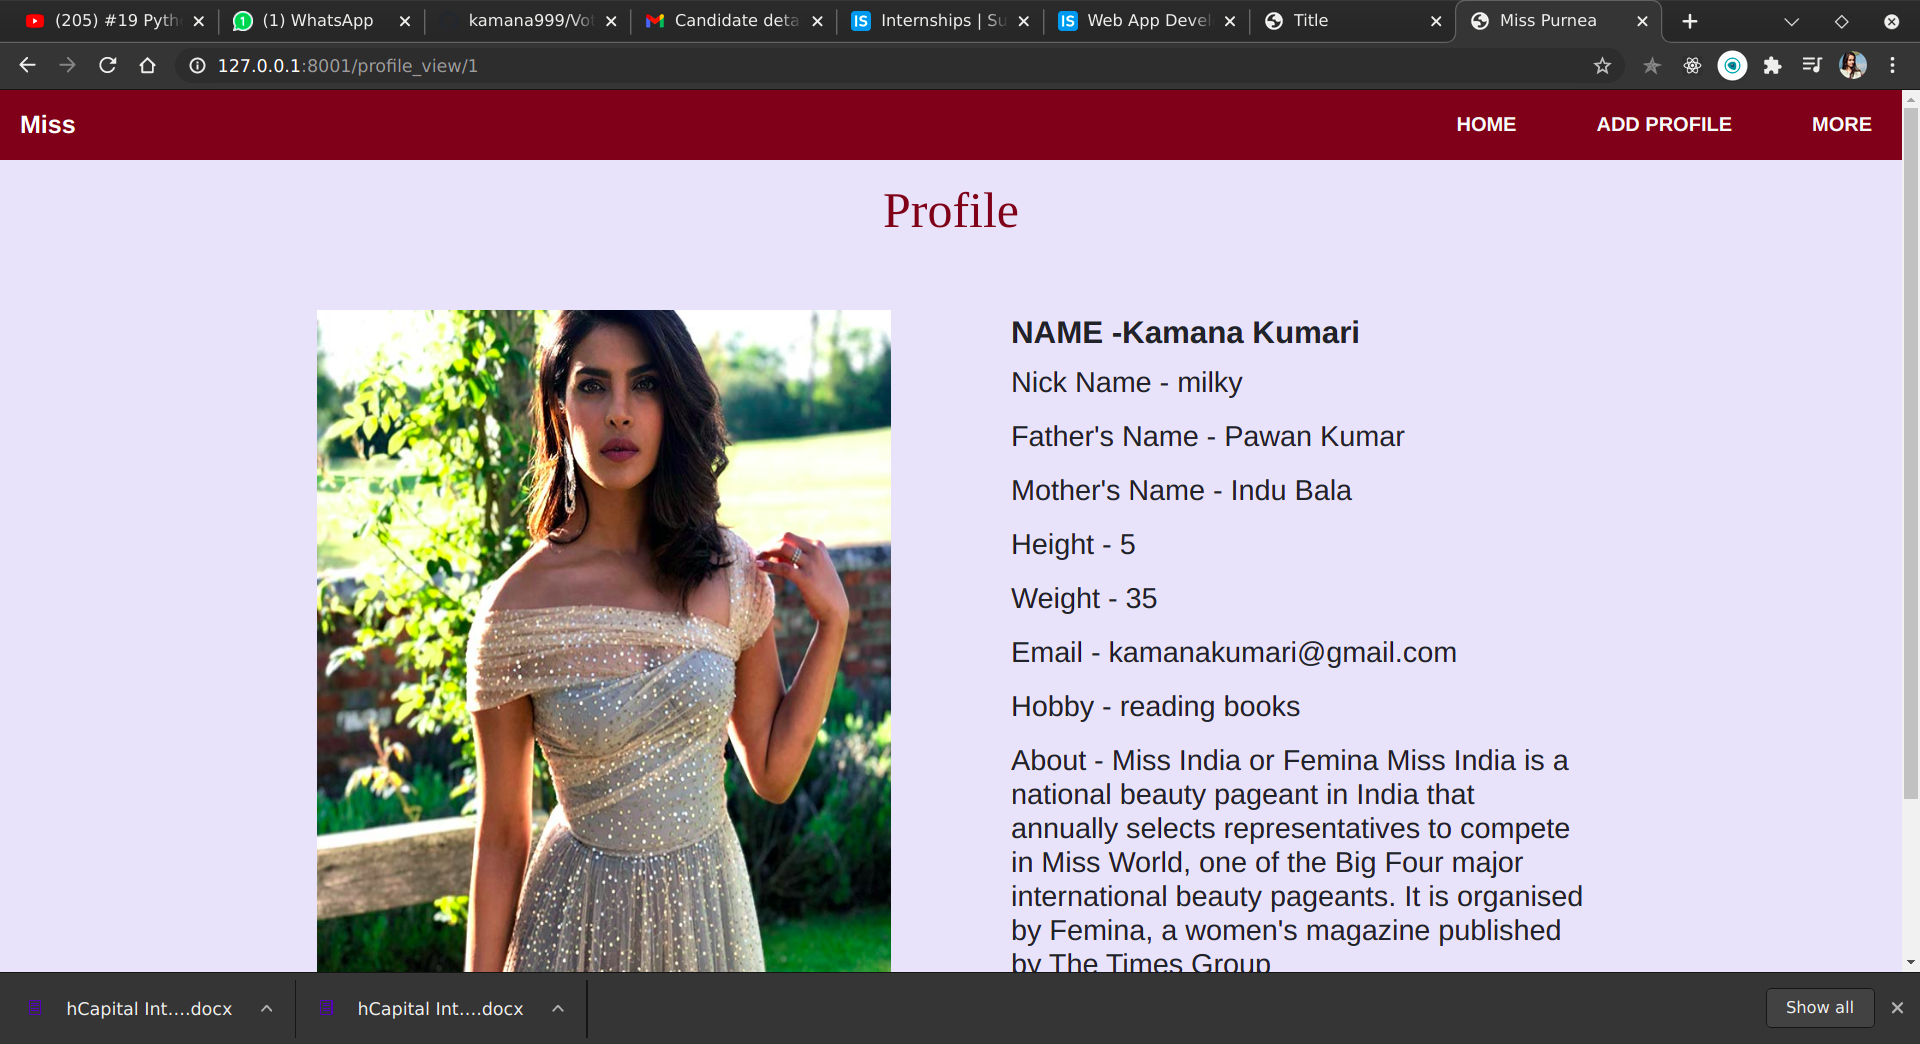 (205) #19 Pyth
(1) WhatsApp
kamana999/Vot
Candidate deta
Internships | Su
Web App Devel
Title
Miss Purnea
127.0.0.1:8001/profile_view/1
Miss
HOME
ADD PROFILE
MORE
Profile
NAME -Kamana Kumari
Nick Name - milky
Father's Name - Pawan Kumar
Mother's Name - Indu Bala
Height - 5
Weight - 35
Email - kamanakumari@gmail.com
Hobby - reading books
About - Miss India or Femina Miss India is a
national beauty pageant in India that
annually selects representatives to compete
in Miss World, one of the Big Four major
international beauty pageants. It is organised
by Femina, a women's magazine published
by The Times Group
hCapital Int....docx
hCapital Int....docx
Show all